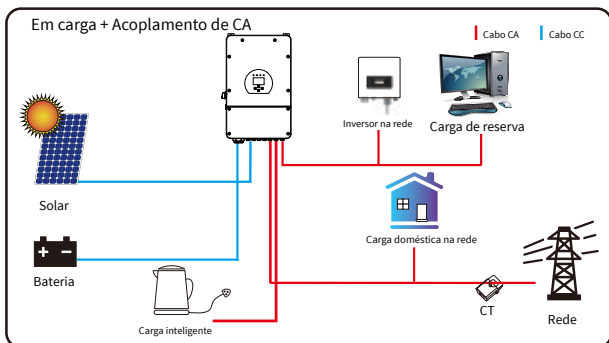 Em carga + Acoplamento de CA
Cabo CA
Cabo CC
Inversor na rede
Carga de reserva
Solar
Carga doméstica na rede
Bateria
CT
Rede
Carga inteligente